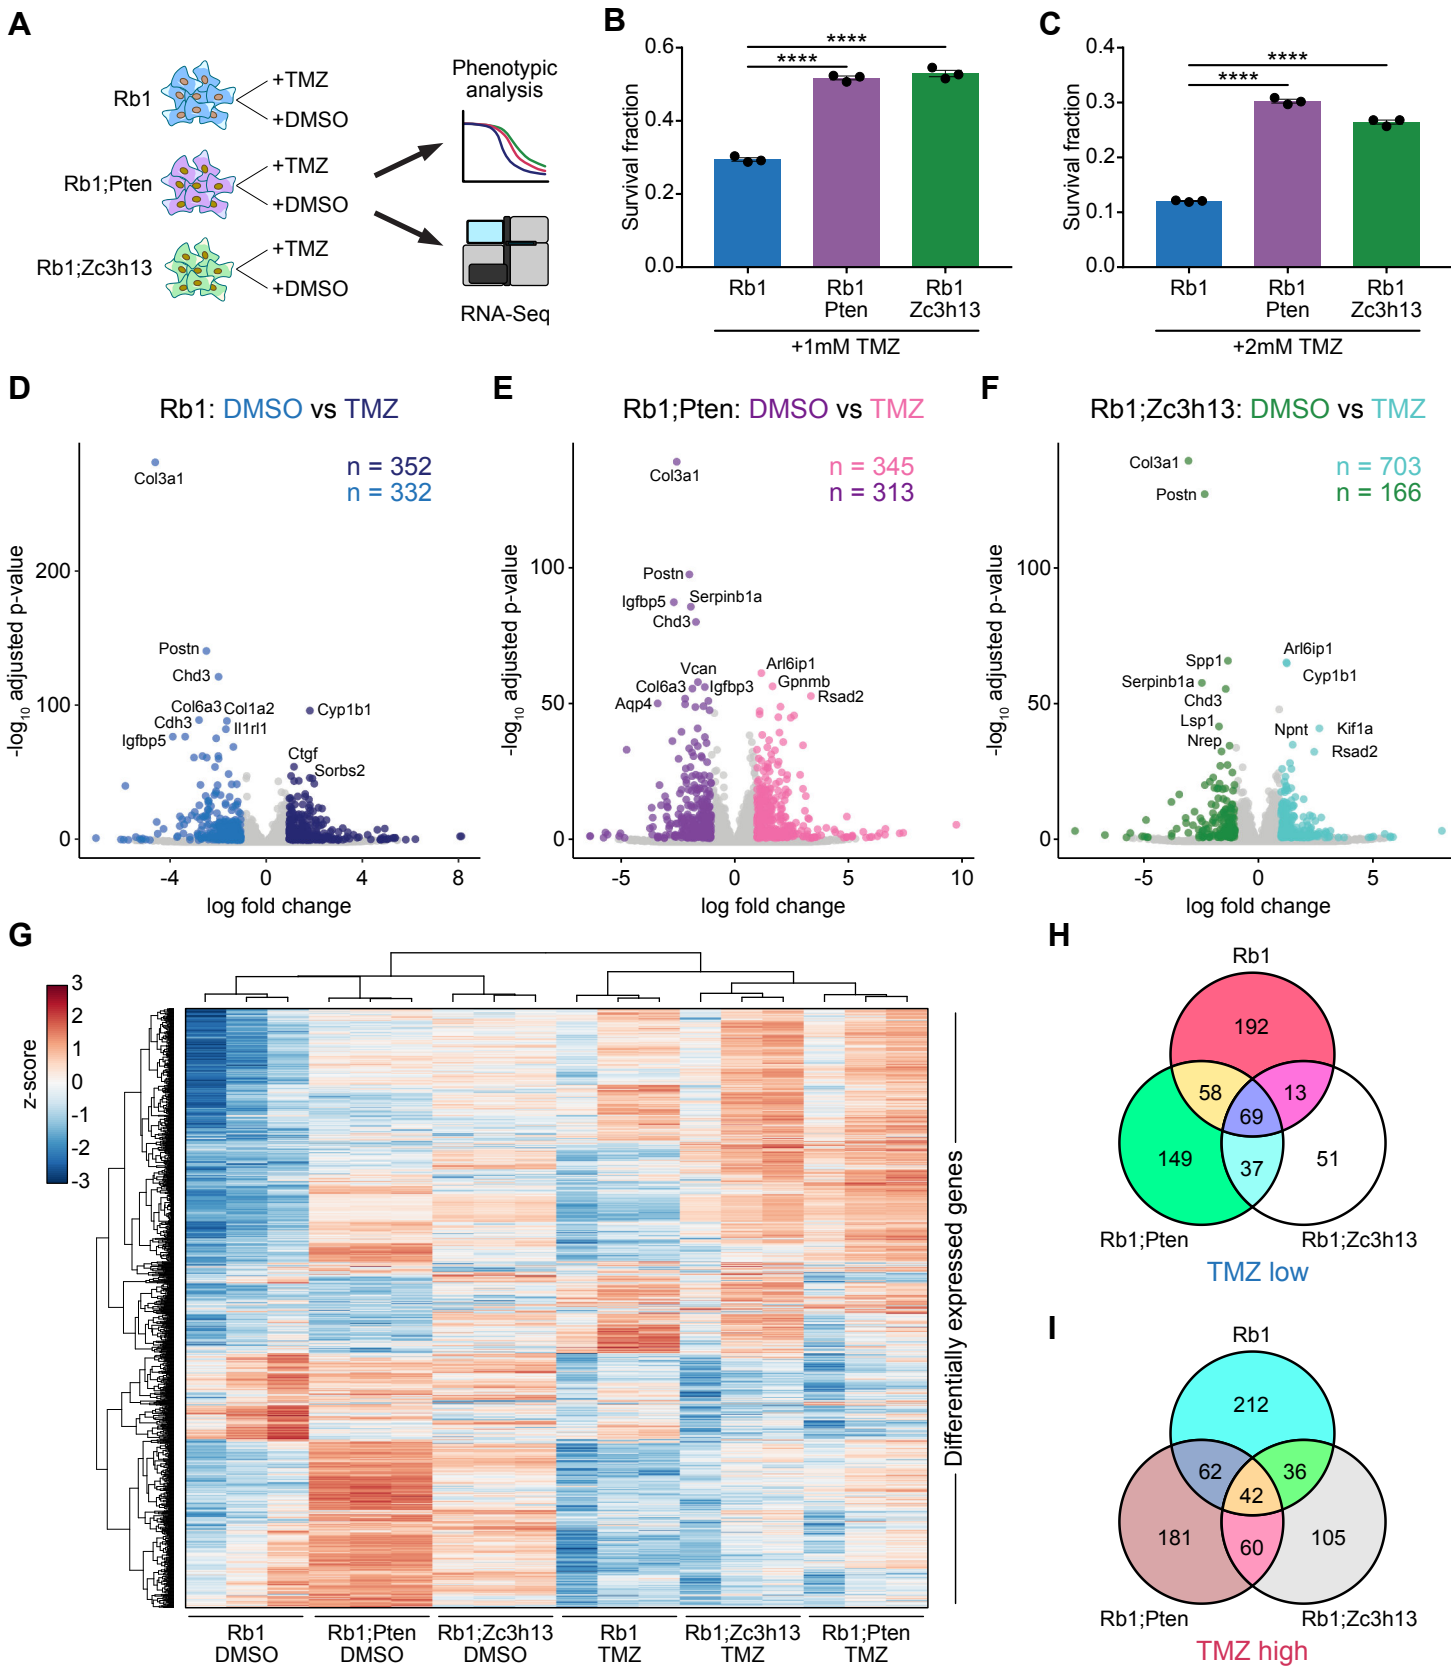 A
Rb1
+TMZ
+DMSO
Rb1;Pten
+TMZ
+DMSO
Rb1;Zc3h13
+TMZ
+DMSO
Phenotypic
analysis
RNA-Seq
B
Survival fraction
0.6
0.4
0.2
0.0
****
****
Rb1
Rb1
Pten
Rb1
Zc3h13
+1mM TMZ
C
Survival fraction
0.4
0.3
0.2
0.1
0.0
****
****
Rb1
Rb1
Pten
Rb1
Zc3h13
+2mM TMZ
D
Rb1: DMSO vs TMZ
n = 352
n = 332
-log10 adjusted p-value
200
100
0
Col3a1
Postn
Chd3
Col6a3
Col1a2
Cdh3
Il1rl1
Igfbp5
Cyp1b1
Ctgf
Sorbs2
-4
0
4
8
log fold change
E
Rb1;Pten: DMSO vs TMZ
n = 345
n = 313
-log10 adjusted p-value
100
50
0
Col3a1
Postn
Igfbp5
Serpinb1a
Chd3
Vcan
Col6a3
Igfbp3
Aqp4
Arl6ip1
Gpnmb
Rsad2
-5
0
5
10
log fold change
F
Rb1;Zc3h13: DMSO vs TMZ
n = 703
n = 166
-log10 adjusted p-value
100
50
0
Col3a1
Postn
Spp1
Serpinb1a
Chd3
Lsp1
Nrep
Arl6ip1
Cyp1b1
Npnt
Kif1a
Rsad2
-5
0
5
log fold change
G
z-score
3
2
1
0
-1
-2
-3
Differentially expressed genes
Rb1
DMSO
Rb1;Pten
DMSO
Rb1;Zc3h13
DMSO
Rb1
TMZ
Rb1;Zc3h13
TMZ
Rb1;Pten
TMZ
H
Rb1
192
58
13
69
149
37
51
Rb1;Pten
Rb1;Zc3h13
TMZ low
I
Rb1
212
62
36
42
181
60
105
Rb1;Pten
Rb1;Zc3h13
TMZ high